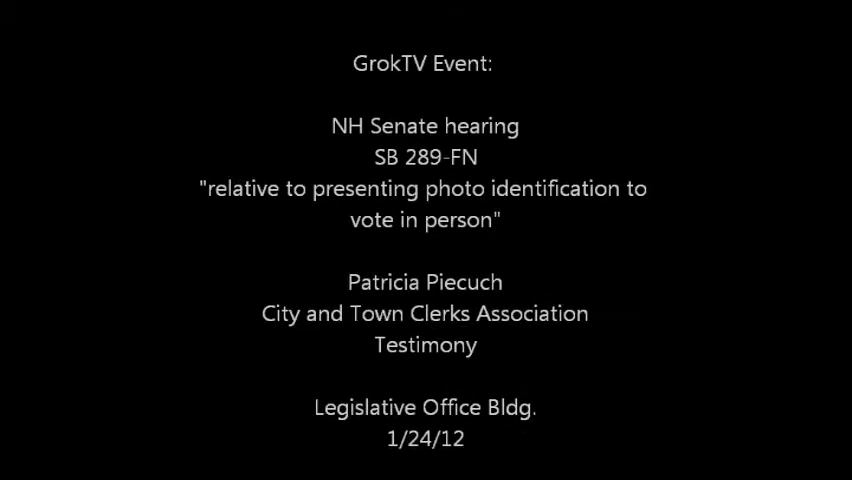 GrokTV Event:
NH Senate hearing
SB 289-FN
"relative to presenting photo identification to
vote in person"
Patricia Piecuch
City and Town Clerks Association
Testimony
Legislative Office Bldg.
1/24/12